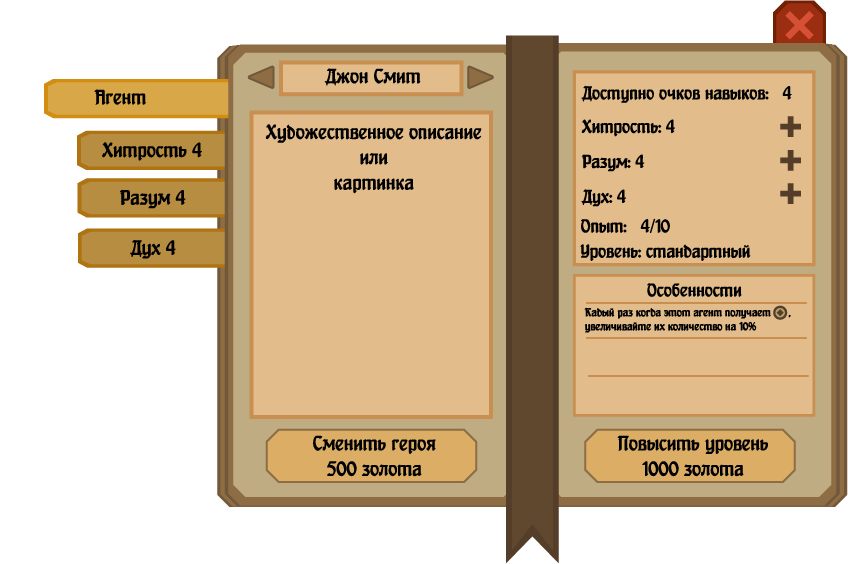 Агент
Хитрость 4
Разум 4
Дух 4
Джон Смит
Художественное описание
или
картинка
Сменить героя
500 золота
Доступно очков навыков: 4
Хитрость: 4
Разум: 4
Дух: 4
Опыт: 4/10
Уровень: стандартный
Особенности
Кадый раз когда этот агент получает ,
увеличивайте их количество на 10%
Повысить уровень
1000 золота